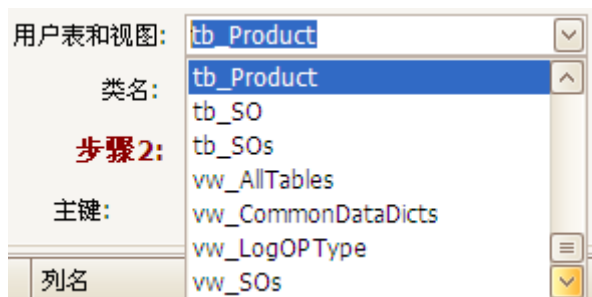 用户表和视图: tb_Product
类名: tb_Product
tb_SO
步骤2: tb_SOs
vw_AllTables
主键: vw_CommonDataDicts
vw_LogOPType
列名 vw_SOs